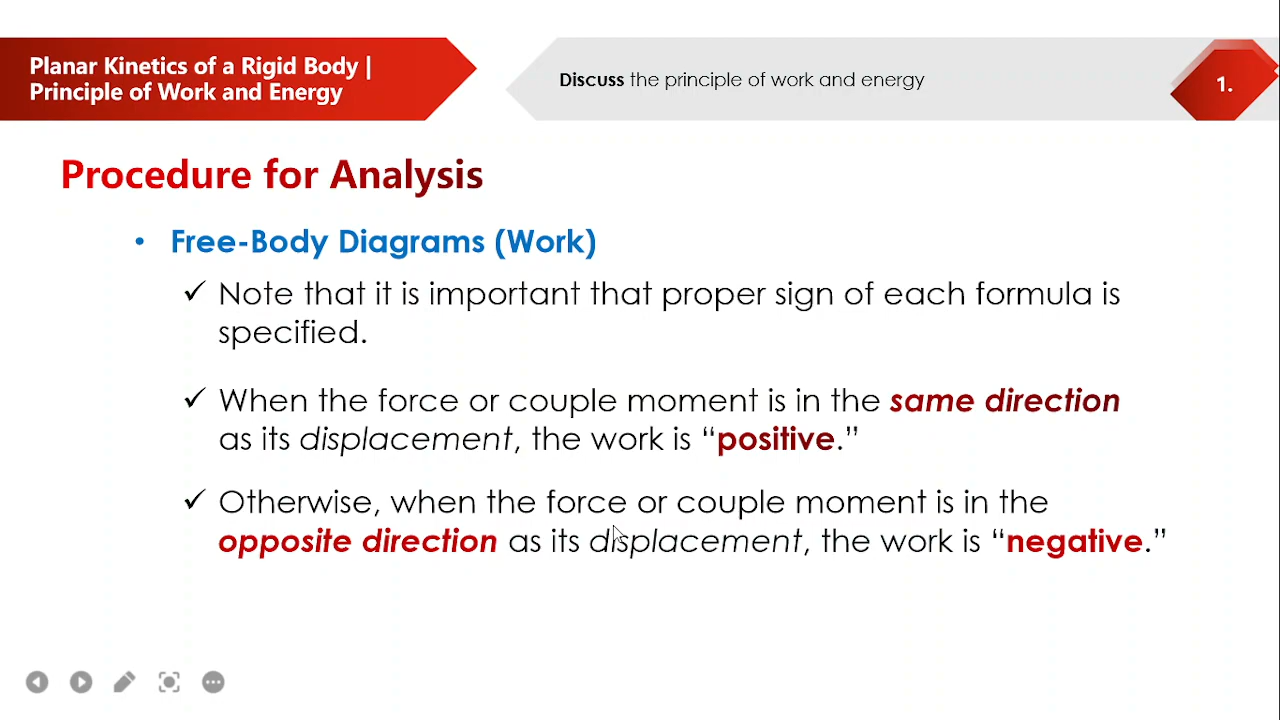 Planar Kinetics of a Rigid Body |
Principle of Work and Energy
Discuss the principle of work and energy
1.
Procedure for Analysis
• Free-Body Diagrams (Work)
✓ Note that it is important that proper sign of each formula is
specified.
✓ When the force or couple moment is in the same direction
as its displacement, the work is “positive.”
✓ Otherwise, when the force or couple moment is in the
opposite direction as its displacement, the work is “negative.”